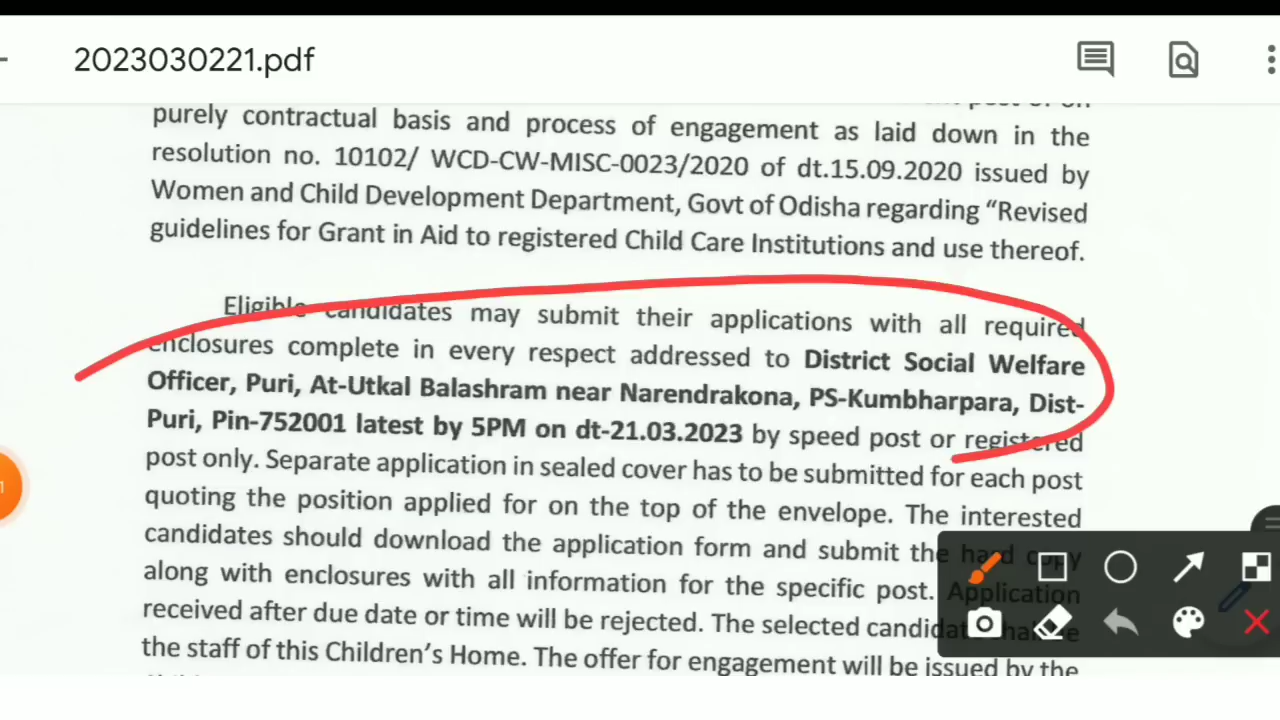 2023030221.pdf
purely contractual basis and process of engagement as laid down in the
resolution no. 10102/ WCD-CW-MISC-0023/2020 of dt.15.09.2020 issued by
Women and Child Development Department, Govt of Odisha regarding “Revised
guidelines for Grant in Aid to registered Child Care Institutions and use thereof.
Eligible candidates may submit their applications with all required
enclosures complete in every respect addressed to District Social Welfare
Officer, Puri, At-Utkal Balashram near Narendrakona, PS-Kumbharpara, Dist-
Puri, Pin-752001 latest by 5PM on dt-21.03.2023 by speed post or registered
post only. Separate application in sealed cover has to be submitted for each post
quoting the position applied for on the top of the envelope. The interested
candidates should download the application form and submit the hard copy
along with enclosures with all information for the specific post. Application
received after due date or time will be rejected. The selected
the staff of this Children’s Home. The offer for engagement will be issued by the